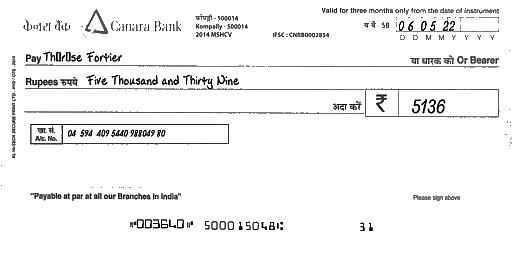 केनरा बैंक Canara Bank
कोंपल्ली - 500014
Kompally - 500014
2014 MSHCV
IFSC : CNRB0002854
Valid for three months only from the date of instrument
SB 06 05 22
D D M M Y Y Y Y
Pay Th0r0se Fortier या धारक को Or Bearer
Rupees रुपये Five Thousand and Thirty Nine
अदा करें ₹ 5136
खा. सं.
A/c. No. 04 594 409 5440 988049 80
"Payable at par at all our Branches in India"
Please sign above
⑈003640⑈ 500015048⑆ 31